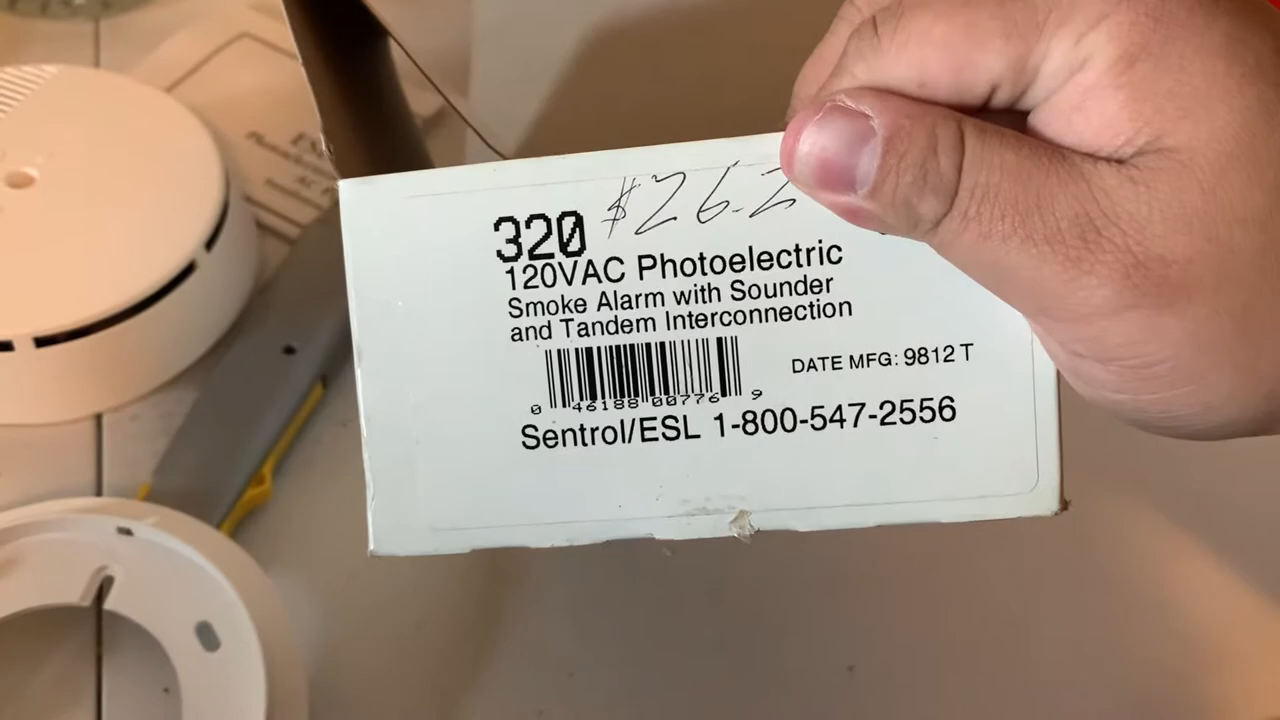 $26.2
320
120VAC Photoelectric
Smoke Alarm with Sounder
and Tandem Interconnection
DATE MFG: 9812 T
0 46188 00776 9
Sentrol/ESL 1-800-547-2556